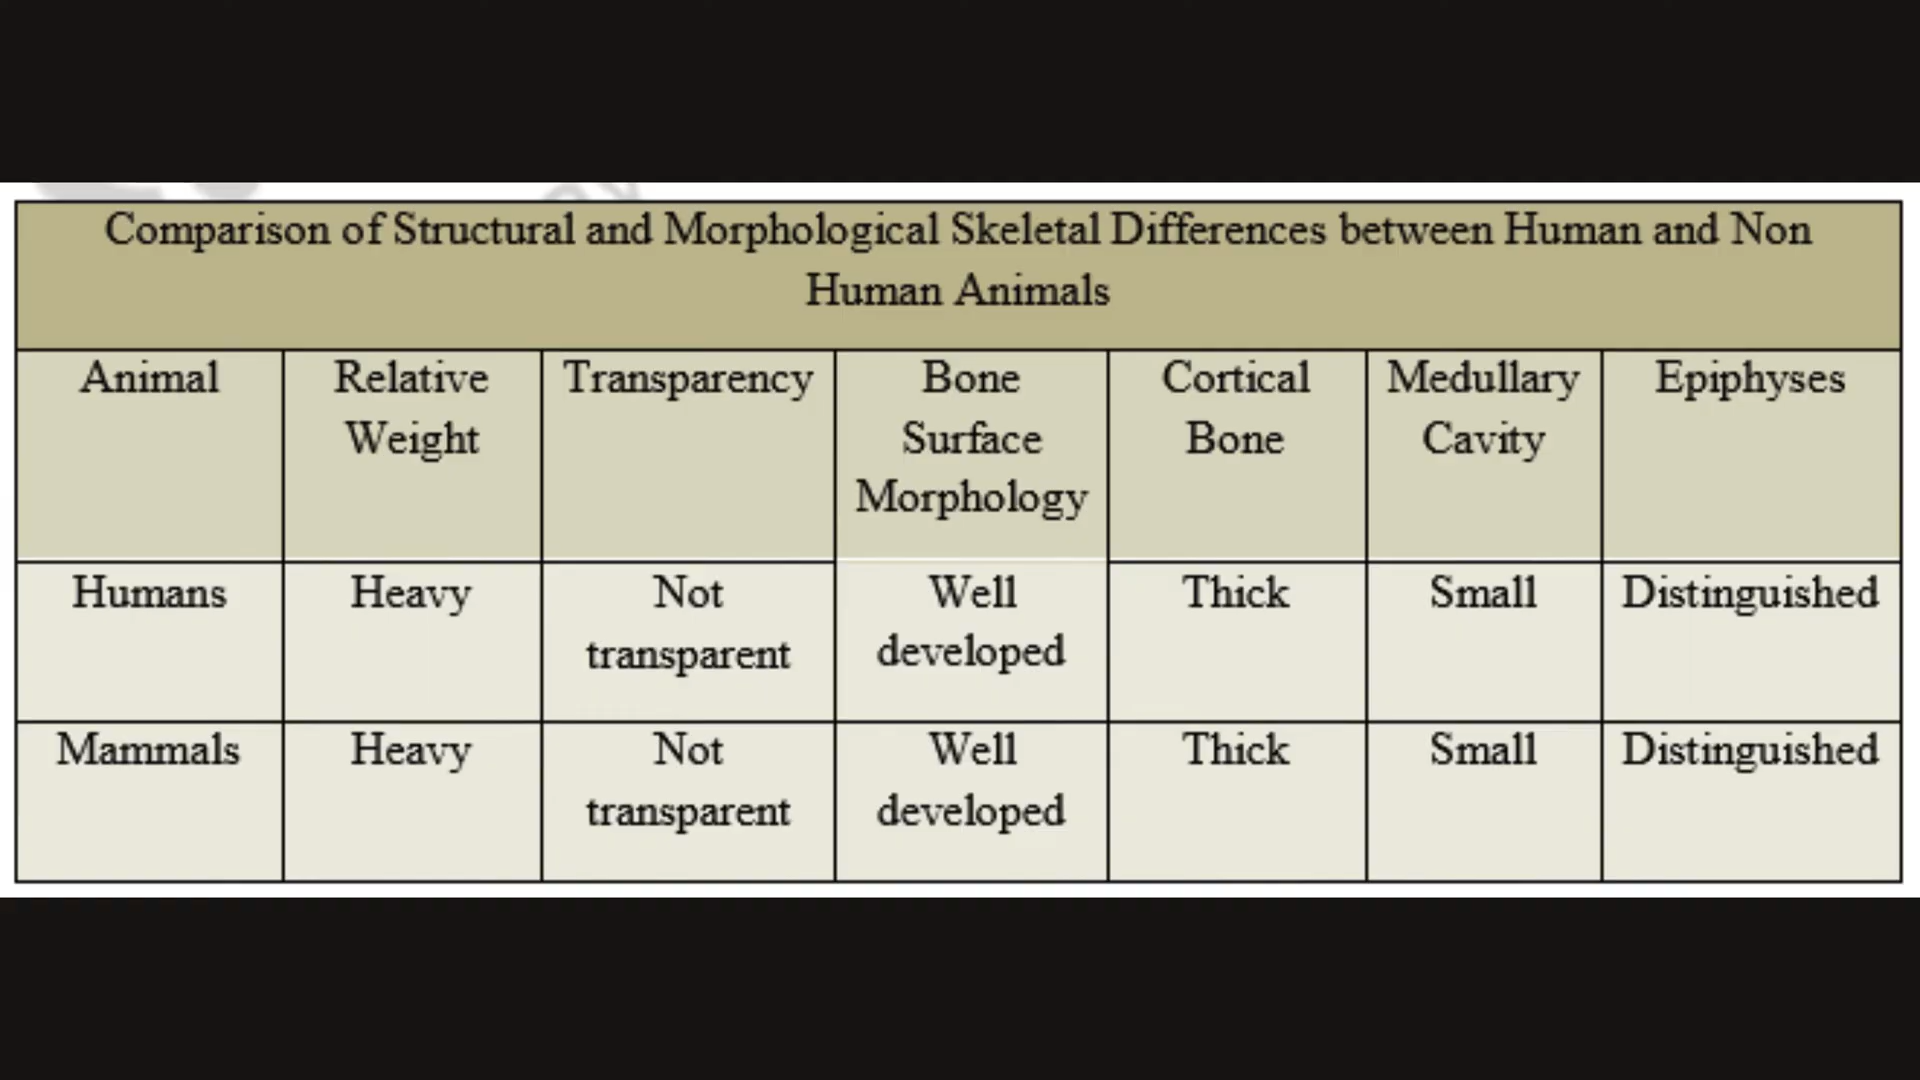 Comparison of Structural and Morphological Skeletal Differences between Human and Non
Human Animals
Animal
Relative
Weight
Transparency
Bone
Surface
Morphology
Cortical
Bone
Medullary
Cavity
Epiphyses
Humans
Heavy
Not
transparent
Well
developed
Thick
Small
Distinguished
Mammals
Heavy
Not
transparent
Well
developed
Thick
Small
Distinguished